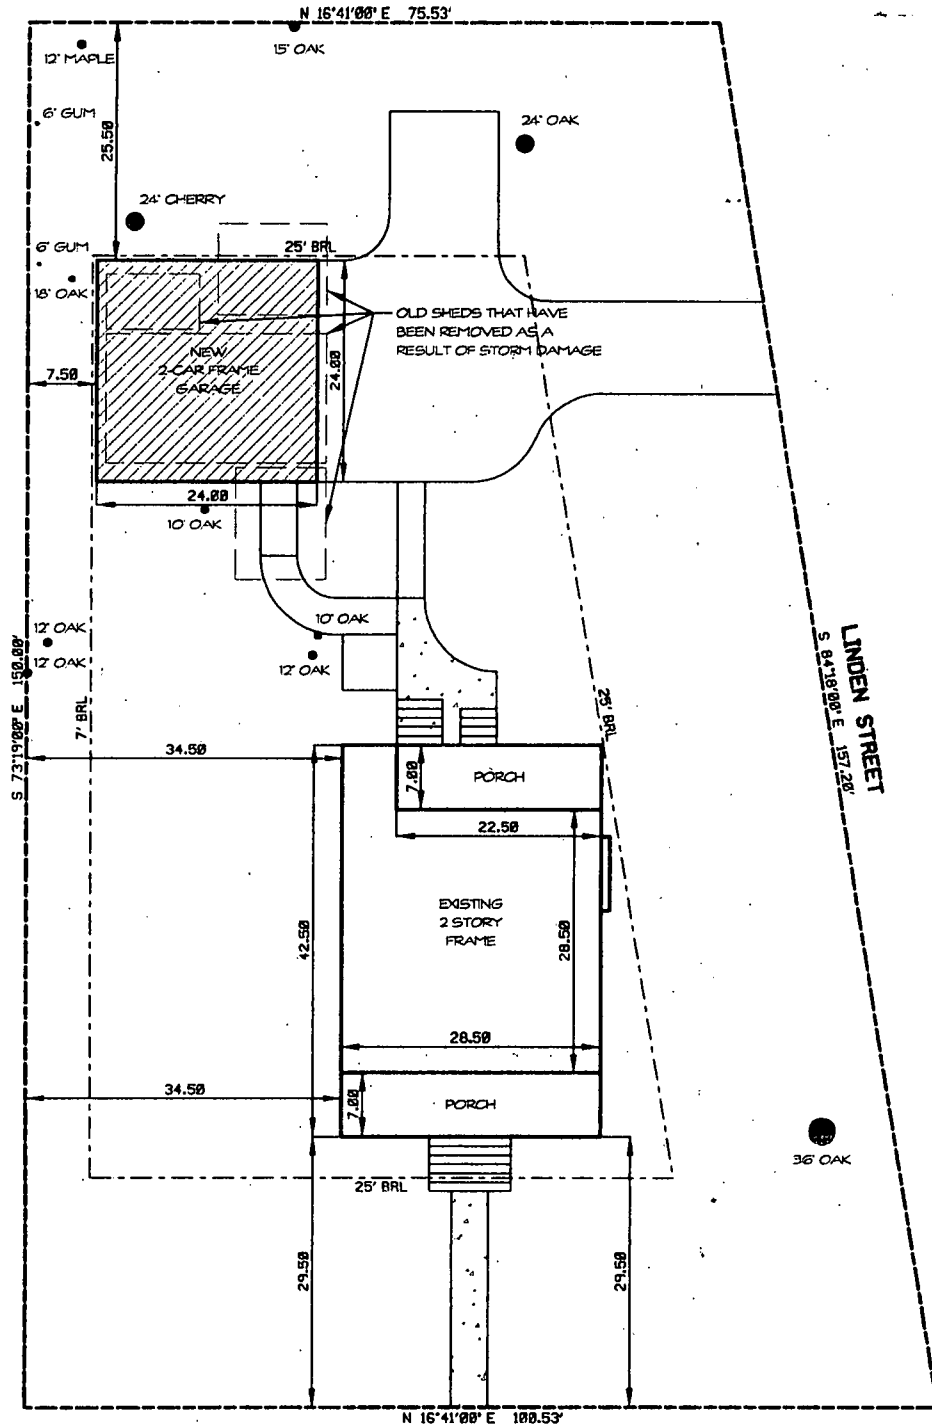 N 16°41'00" E 75.53'
12" MAPLE
15" OAK
6" GUM
24" OAK
25.50
24" CHERRY
6" GUM
25' BRL
18" OAK
OLD SHEDS THAT HAVE
BEEN REMOVED AS A
RESULT OF STORM DAMAGE
NEW
2-CAR FRAME
GARAGE
7.50
24.00
24.00
10" OAK
12" OAK
10" OAK
12" OAK
12" OAK
S 73°19'00" E 150.00'
7' BRL
25' BRL
LINDEN STREET
S 84°18'00" E 157.20'
34.50
7.00
PORCH
22.50
EXISTING
2 STORY
FRAME
42.50
28.50
28.50
34.50
7.00
PORCH
36" OAK
25' BRL
29.50
29.50
N 16°41'00" E 100.53'